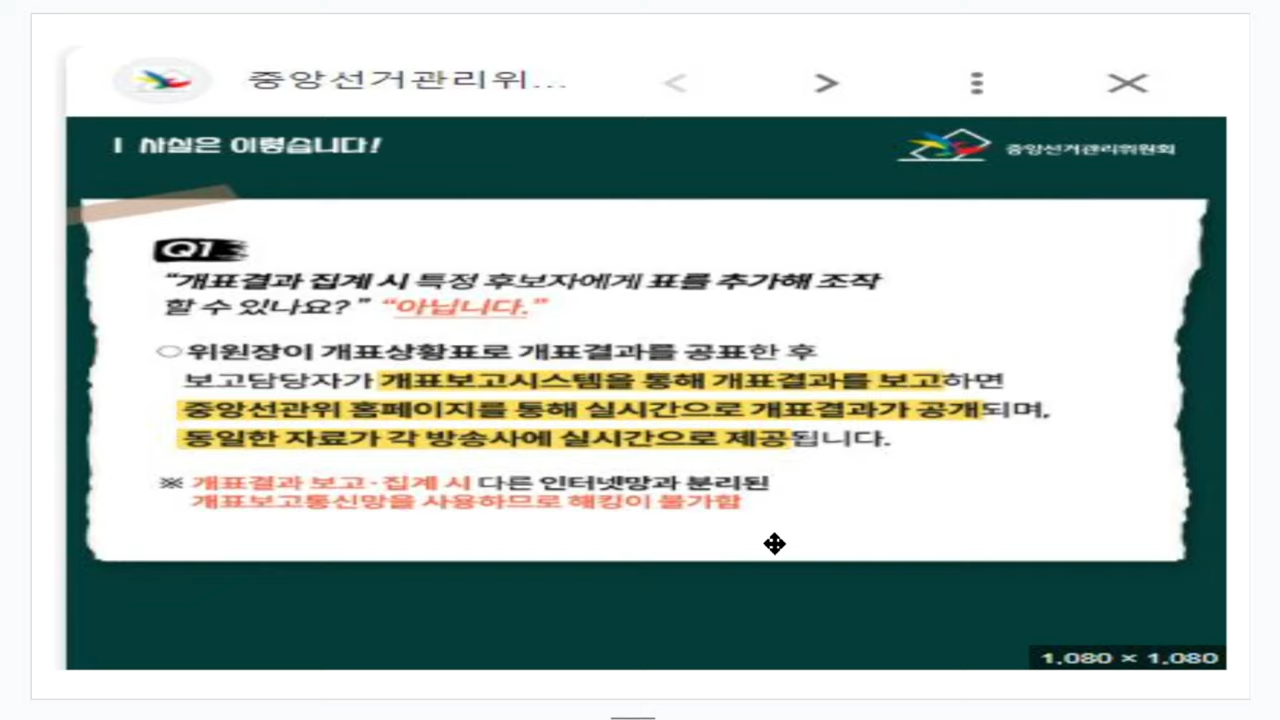 중앙선거관리위...
I 사실은 이렇습니다!
중앙선거관리위원회
Q1
“개표결과 집계 시 특정 후보자에게 표를 추가해 조작
할 수 있나요?” “아닙니다.”
○위원장이 개표상황표로 개표결과를 공표한 후
보고담당자가 개표보고시스템을 통해 개표결과를 보고하면
중앙선관위 홈페이지를 통해 실시간으로 개표결과가 공개되며,
동일한 자료가 각 방송사에 실시간으로 제공됩니다.
※ 개표결과 보고·집계 시 다른 인터넷망과 분리된
개표보고통신망을 사용하므로 해킹이 불가함
1,080 × 1,080